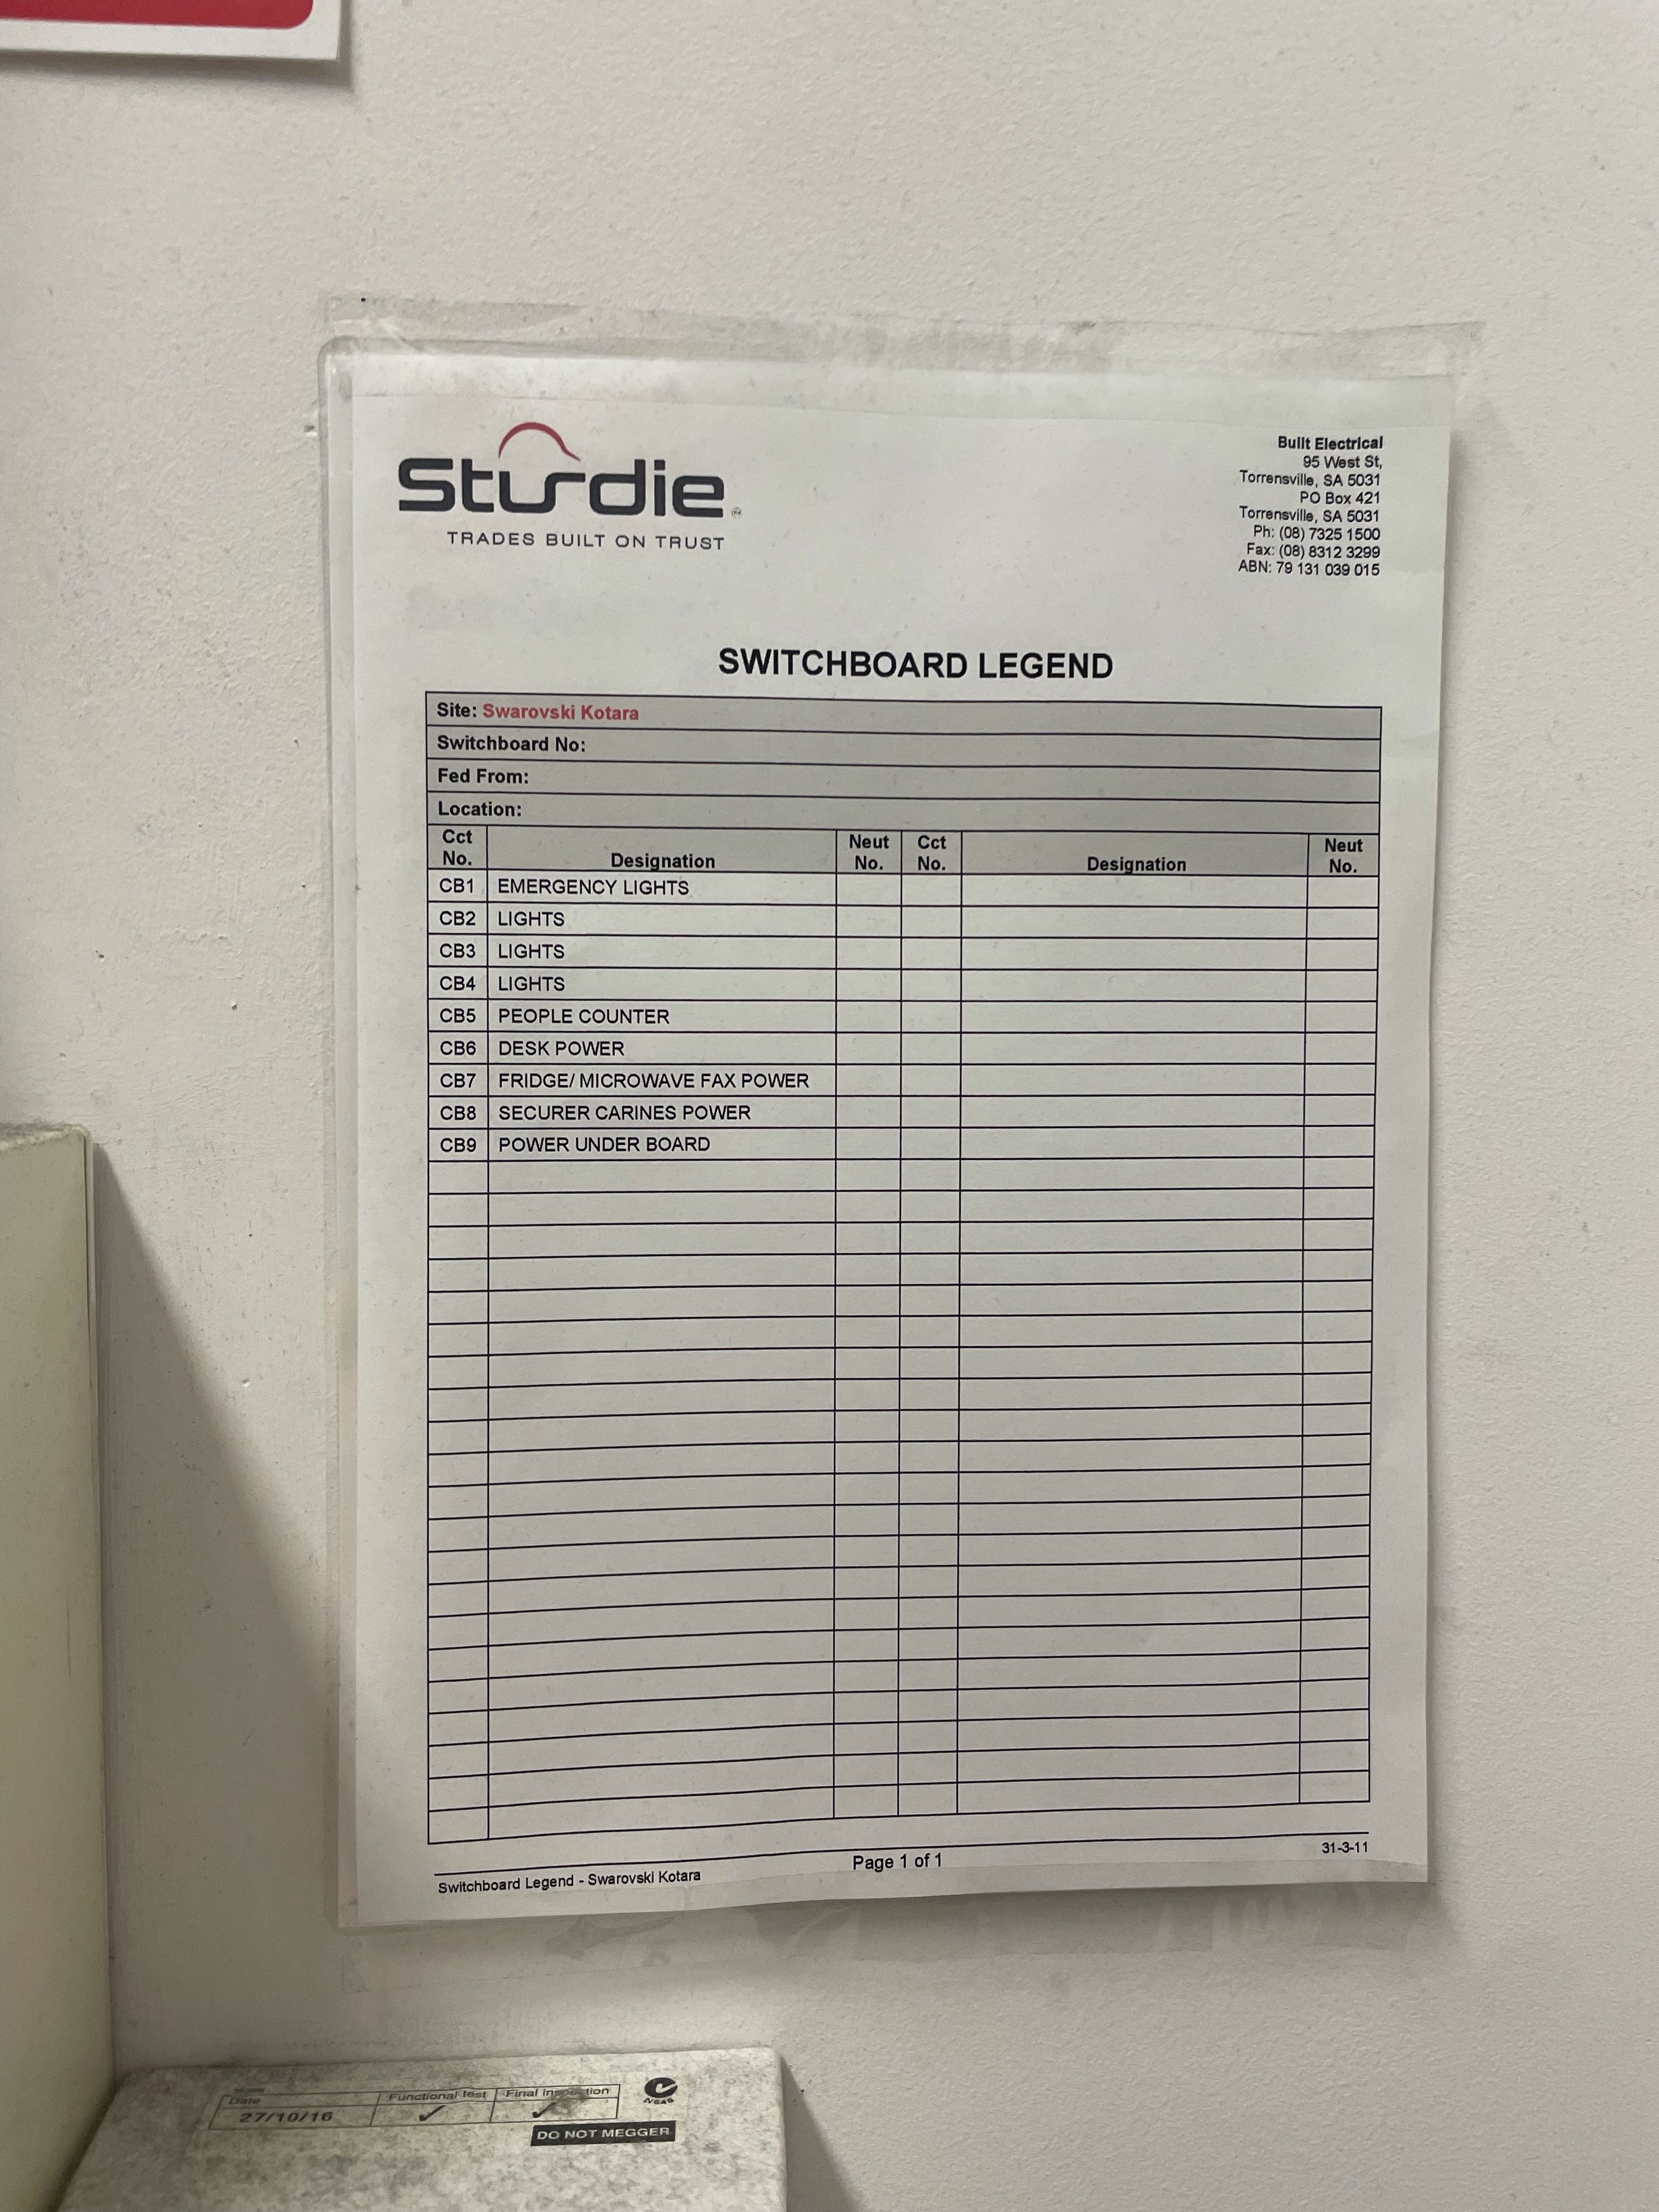 Sturdie
TRADES BUILT ON TRUST
Built Electrical
95 West St,
Torrensville, SA 5031
PO Box 421
Torrensville, SA 5031
Ph: (08) 7325 1500
Fax: (08) 8312 3299
ABN: 79 131 039 015
SWITCHBOARD LEGEND
Site: Swarovski Kotara
Switchboard No:
Fed From:
Location:
Cct No. Designation Neut No. Cct No. Designation Neut No.
CB1 EMERGENCY LIGHTS
CB2 LIGHTS
CB3 LIGHTS
CB4 LIGHTS
CB5 PEOPLE COUNTER
CB6 DESK POWER
CB7 FRIDGE/ MICROWAVE FAX POWER
CB8 SECURER CARINES POWER
CB9 POWER UNDER BOARD
Switchboard Legend - Swarovski Kotara Page 1 of 1 31-3-11
Date Functional test Final inspection
27/10/16 ✓ ✓
DO NOT MEGGER